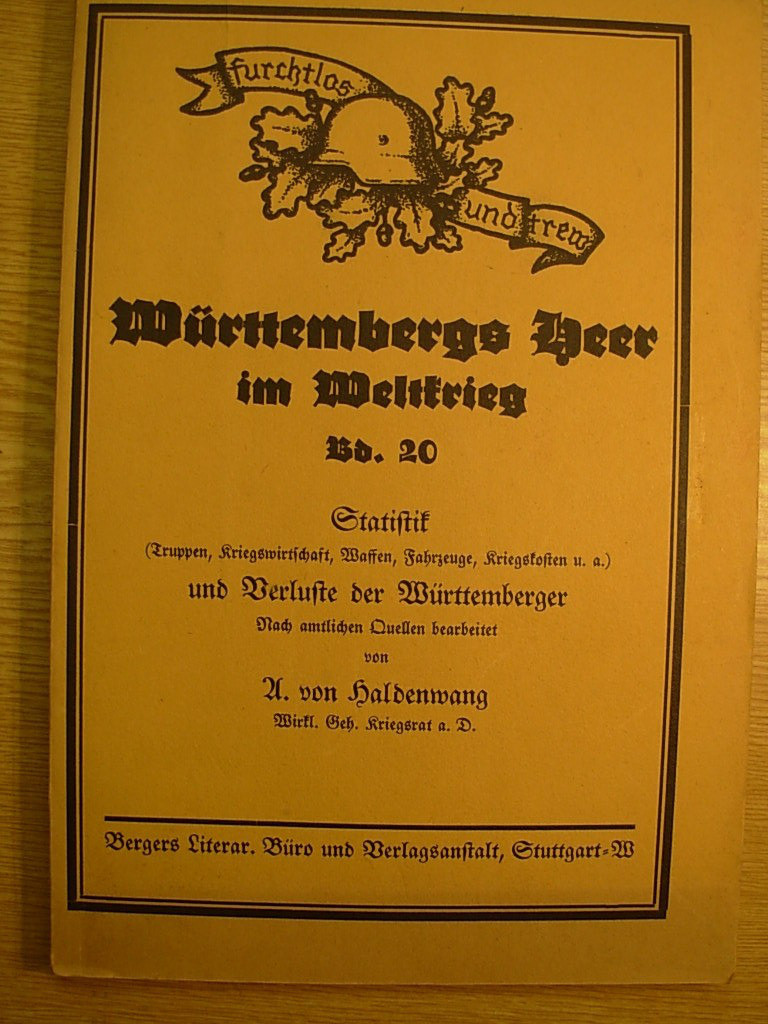 furchtlos
und treu
Württembergs Heer
im Weltkrieg
Bd. 20
Statistik
(Truppen, Kriegswirtschaft, Waffen, Fahrzeuge, Kriegskosten u. a.)
und Verluste der Württemberger
Nach amtlichen Quellen bearbeitet
von
A. von Haldenwang
Wirkl. Geh. Kriegsrat a. D.
Bergers Literar. Büro und Verlagsanstalt, Stuttgart-W